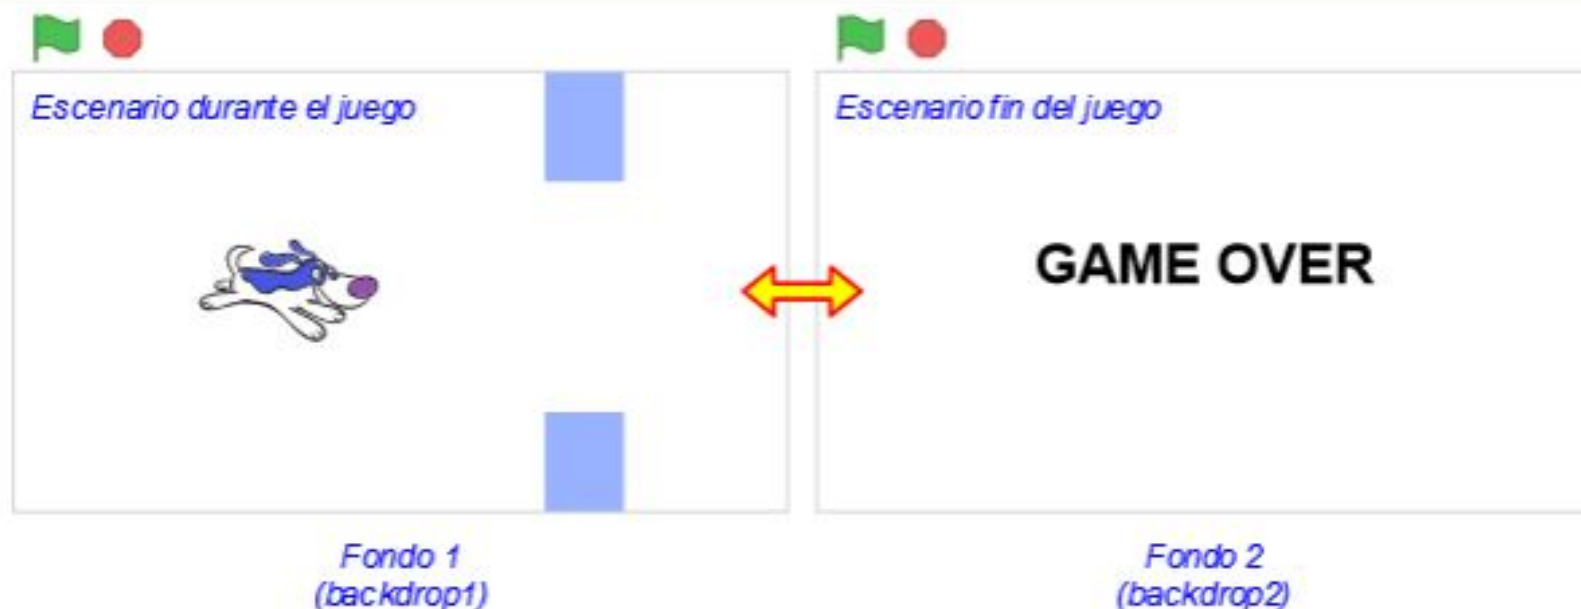 Escenario durante el juego
Escenario fin del juego
GAME OVER
Fondo 1
(backdrop1)
Fondo 2
(backdrop2)